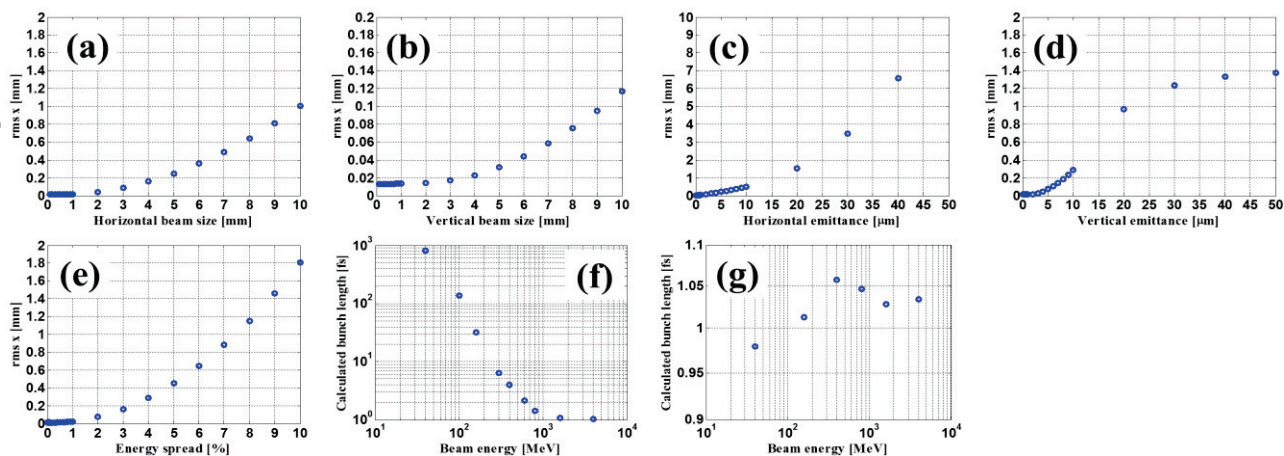 (a)
rms x [mm]
2
1.8
1.6
1.4
1.2
1
0.8
0.6
0.4
0.2
0
0 1 2 3 4 5 6 7 8 9 10
Horizontal beam size [mm]
(b)
rms x [mm]
0.2
0.18
0.16
0.14
0.12
0.1
0.08
0.06
0.04
0.02
0
0 1 2 3 4 5 6 7 8 9 10
Vertical beam size [mm]
(c)
rms x [mm]
10
9
8
7
6
5
4
3
2
1
0
0 5 10 15 20 25 30 35 40 45 50
Horizontal emittance [µm]
(d)
rms x [mm]
2
1.8
1.6
1.4
1.2
1
0.8
0.6
0.4
0.2
0
0 5 10 15 20 25 30 35 40 45 50
Vertical emittance [µm]
(e)
rms x [mm]
2
1.8
1.6
1.4
1.2
1
0.8
0.6
0.4
0.2
0
0 1 2 3 4 5 6 7 8 9 10
Energy spread [%]
(f)
Calculated bunch length [fs]
10³
10²
10¹
10⁰
10¹ 10² 10³ 10⁴
Beam energy [MeV]
(g)
Calculated bunch length [fs]
1.1
1.05
1
0.95
0.9
10¹ 10² 10³ 10⁴
Beam energy [MeV]